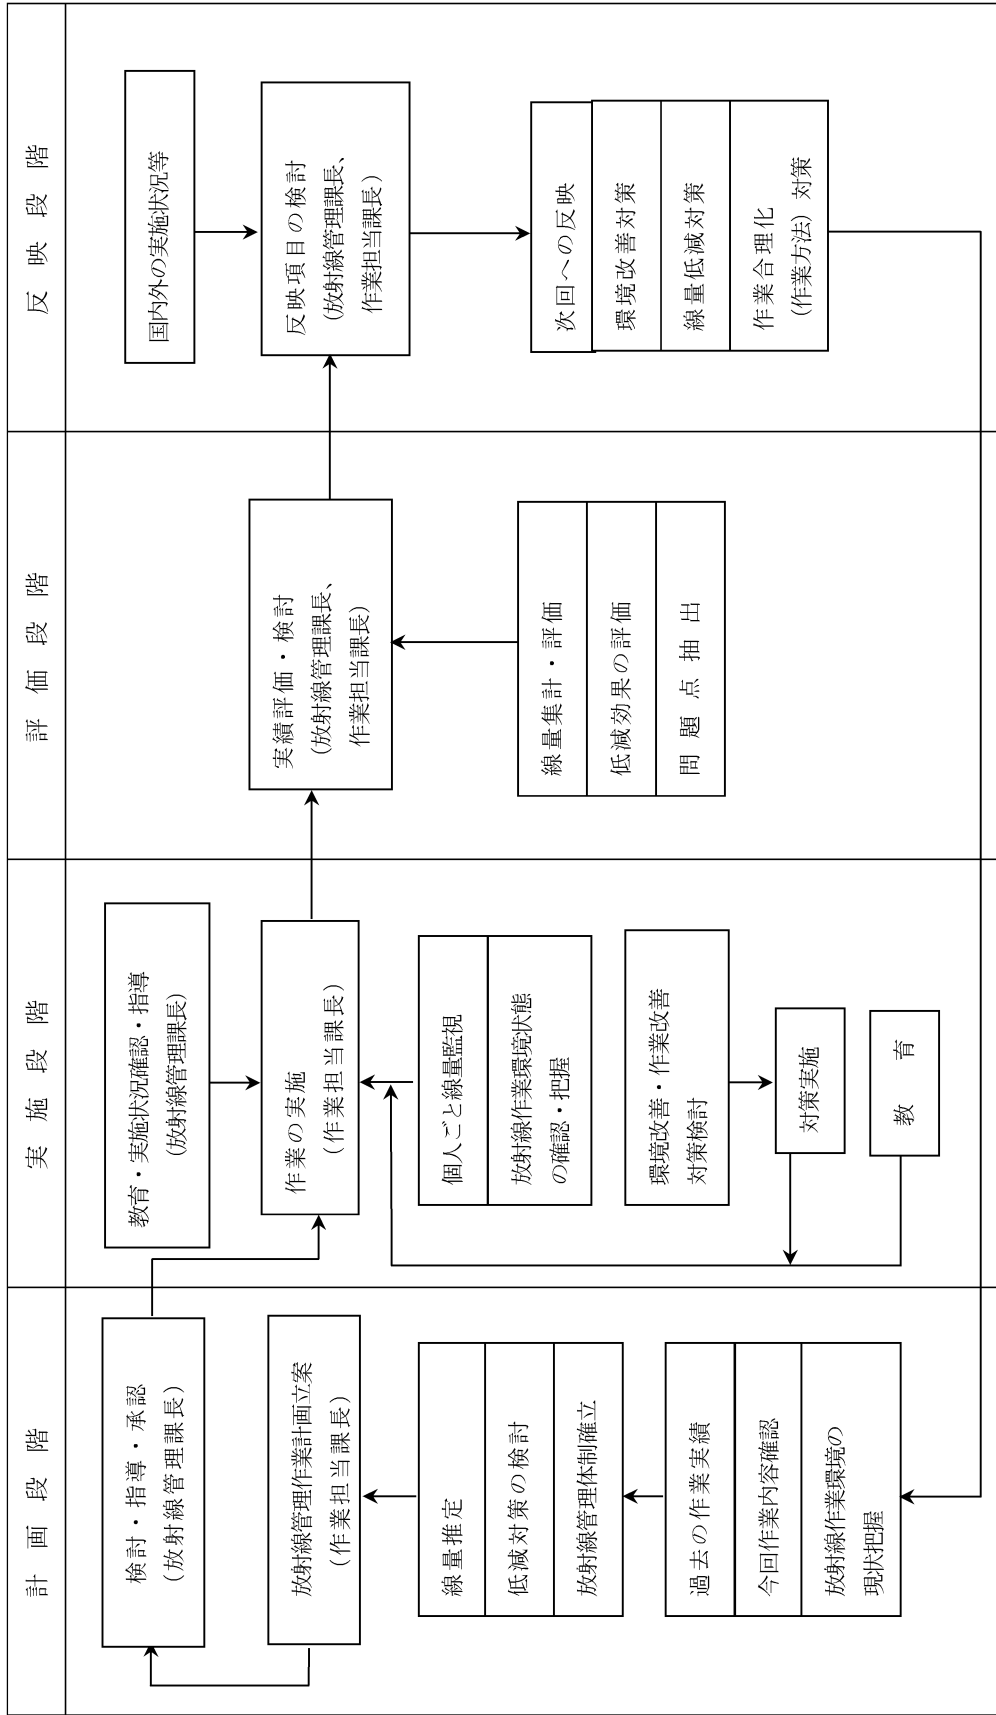 計画段階
検討・指導・承認
(放射線管理課長)
放射線管理作業計画立案
(作業担当課長)
線量推定
低減対策の検討
放射線管理体制確立
過去の作業実績
今回作業内容確認
放射線作業環境の
現状把握
実施段階
教育・実施状況確認・指導
(放射線管理課長)
作業の実施
(作業担当課長)
個人ごと線量監視
放射線作業環境状態
の確認・把握
環境改善・作業改善
対策検討
対策実施
教育
評価段階
実績評価・検討
(放射線管理課長、
作業担当課長)
線量集計・評価
低減効果の評価
問題点抽出
反映段階
国内外の実施状況等
反映項目の検討
(放射線管理課長、
作業担当課長)
次回への反映
環境改善対策
線量低減対策
作業合理化
(作業方法)対策